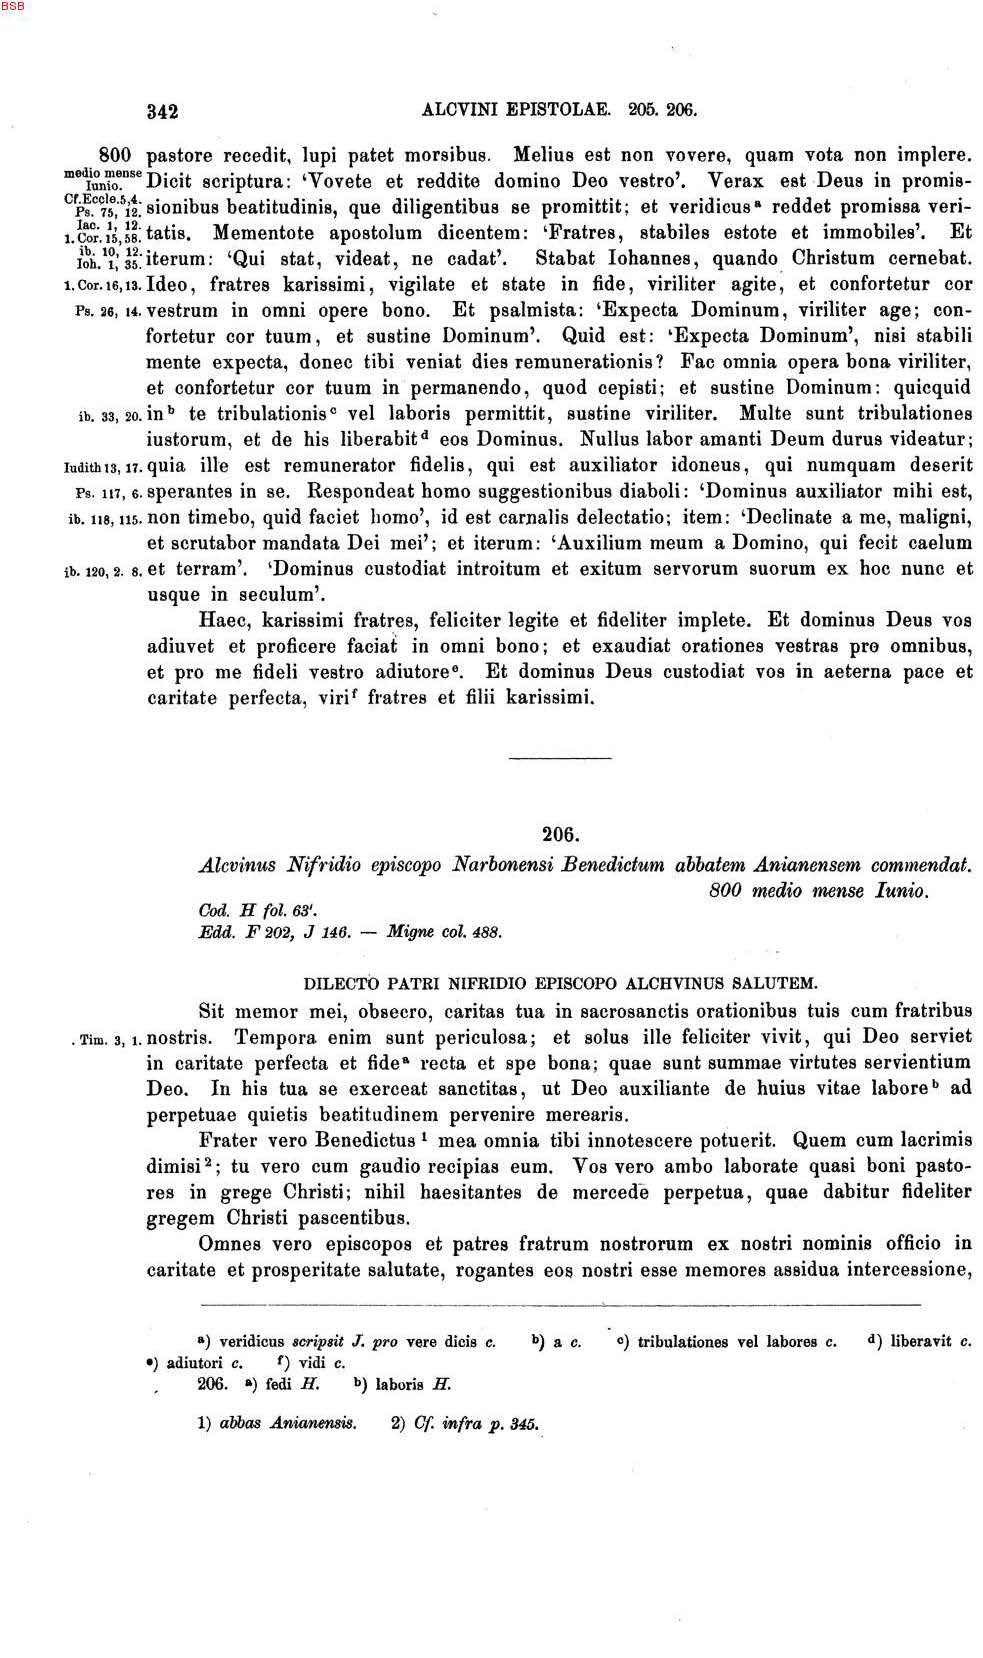 BSB
342 ALCVINI EPISTOLAE. 205. 206.
800 pastore recedit, lupi patet morsibus. Melius est non vovere, quam vota non implere.
medio mense Iunio. Dicit scriptura: ‘Vovete et reddite domino Deo vestro’. Verax est Deus in promis-
Cf. Eccle. 5, 4. Ps. 75, 12. sionibus beatitudinis, que diligentibus se promittit; et veridicusᵃ reddet promissa veri-
Iac. 1, 12. 1. Cor. 15, 58. tatis. Mementote apostolum dicentem: ‘Fratres, stabiles estote et immobiles’. Et
ib. 10, 12. Ioh. 1, 35. iterum: ‘Qui stat, videat, ne cadat’. Stabat Iohannes, quando Christum cernebat.
1. Cor. 16, 13. Ideo, fratres karissimi, vigilate et state in fide, viriliter agite, et confortetur cor
Ps. 26, 14. vestrum in omni opere bono. Et psalmista: ‘Expecta Dominum, viriliter age; con-
fortetur cor tuum, et sustine Dominum’. Quid est: ‘Expecta Dominum’, nisi stabili
mente expecta, donec tibi veniat dies remunerationis? Fac omnia opera bona viriliter,
et confortetur cor tuum in permanendo, quod cepisti; et sustine Dominum: quicquid
ib. 33, 20. inᵇ te tribulationisᶜ vel laboris permittit, sustine viriliter. Multe sunt tribulationes
iustorum, et de his liberabitᵈ eos Dominus. Nullus labor amanti Deum durus videatur;
Iudith 13, 17. quia ille est remunerator fidelis, qui est auxiliator idoneus, qui numquam deserit
Ps. 117, 6. sperantes in se. Respondeat homo suggestionibus diaboli: ‘Dominus auxiliator mihi est,
ib. 118, 115. non timebo, quid faciet homo’, id est carnalis delectatio; item: ‘Declinate a me, maligni,
et scrutabor mandata Dei mei’; et iterum: ‘Auxilium meum a Domino, qui fecit caelum
ib. 120, 2. 8. et terram’. ‘Dominus custodiat introitum et exitum servorum suorum ex hoc nunc et
usque in seculum’.
Haec, karissimi fratres, feliciter legite et fideliter implete. Et dominus Deus vos
adiuvet et proficere faciat in omni bono; et exaudiat orationes vestras pro omnibus,
et pro me fideli vestro adiutoreᵉ. Et dominus Deus custodiat vos in aeterna pace et
caritate perfecta, viriᶠ fratres et filii karissimi.
206.
Alcvinus Nifridio episcopo Narbonensi Benedictum abbatem Anianensem commendat.
800 medio mense Iunio.
Cod. H fol. 63'.
Edd. F 202, J 146. — Migne col. 488.
DILECTO PATRI NIFRIDIO EPISCOPO ALCHVINUS SALUTEM.
Sit memor mei, obsecro, caritas tua in sacrosanctis orationibus tuis cum fratribus
. Tim. 3, 1. nostris. Tempora enim sunt periculosa; et solus ille feliciter vivit, qui Deo serviet
in caritate perfecta et fideᵃ recta et spe bona; quae sunt summae virtutes servientium
Deo. In his tua se exerceat sanctitas, ut Deo auxiliante de huius vitae laboreᵇ ad
perpetuae quietis beatitudinem pervenire merearis.
Frater vero Benedictus¹ mea omnia tibi innotescere potuerit. Quem cum lacrimis
dimisi²; tu vero cum gaudio recipias eum. Vos vero ambo laborate quasi boni pasto-
res in grege Christi; nihil haesitantes de mercede perpetua, quae dabitur fideliter
gregem Christi pascentibus.
Omnes vero episcopos et patres fratrum nostrorum ex nostri nominis officio in
caritate et prosperitate salutate, rogantes eos nostri esse memores assidua intercessione,
ᵃ) veridicus scripsit J. pro vere dicis c. ᵇ) a c. ᶜ) tribulationes vel labores c. ᵈ) liberavit c.
ᵉ) adiutori c. ᶠ) vidi c.
206. ᵃ) fedi H. ᵇ) laboris H.
1) abbas Anianensis. 2) Cf. infra p. 345.